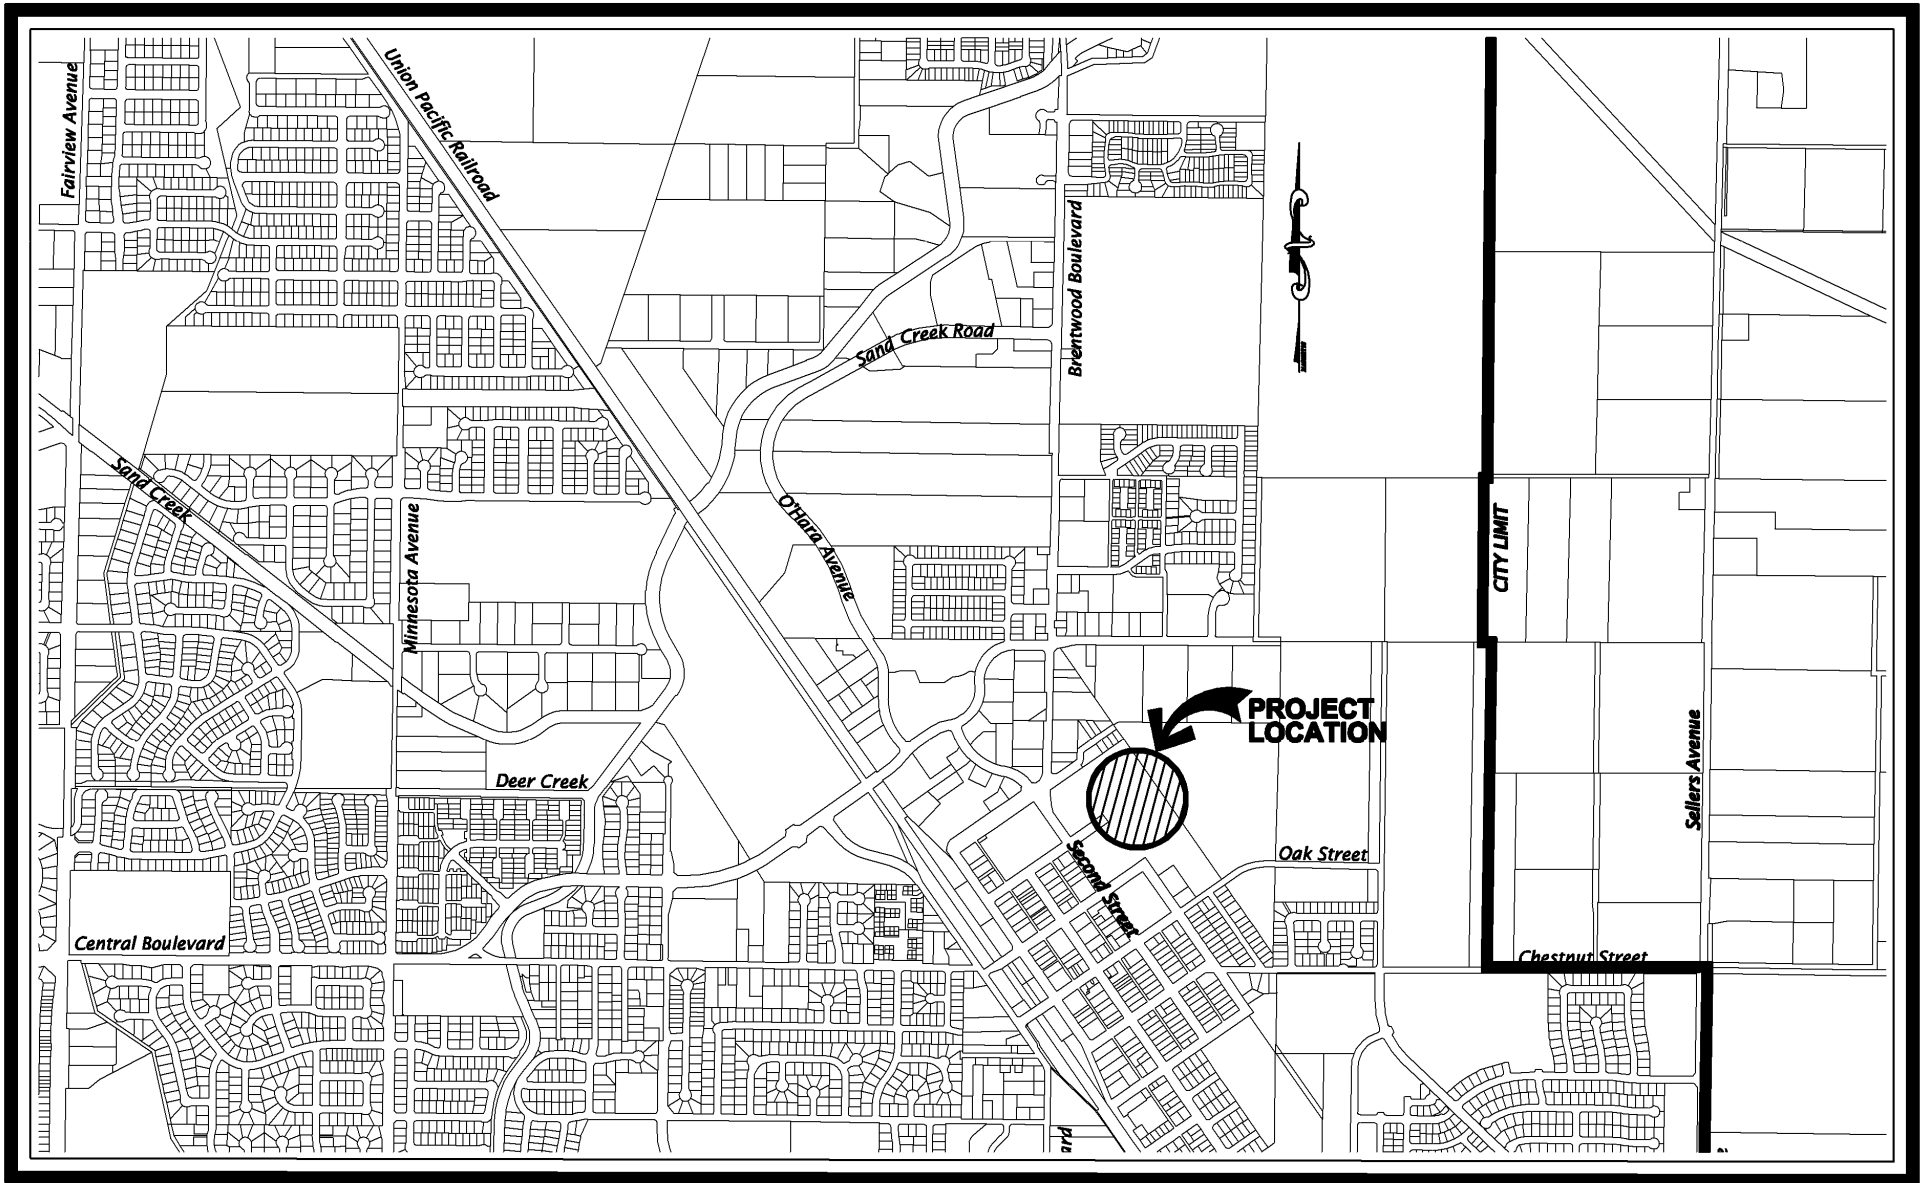 Fairview Avenue
Union Pacific Railroad
Brentwood Boulevard
Sand Creek Road
Sand Creek
Minnesota Avenue
O'Hara Avenue
CITY LIMIT
PROJECT
LOCATION
Sellers Avenue
Deer Creek
Second Street
Oak Street
Central Boulevard
Chestnut Street
ard